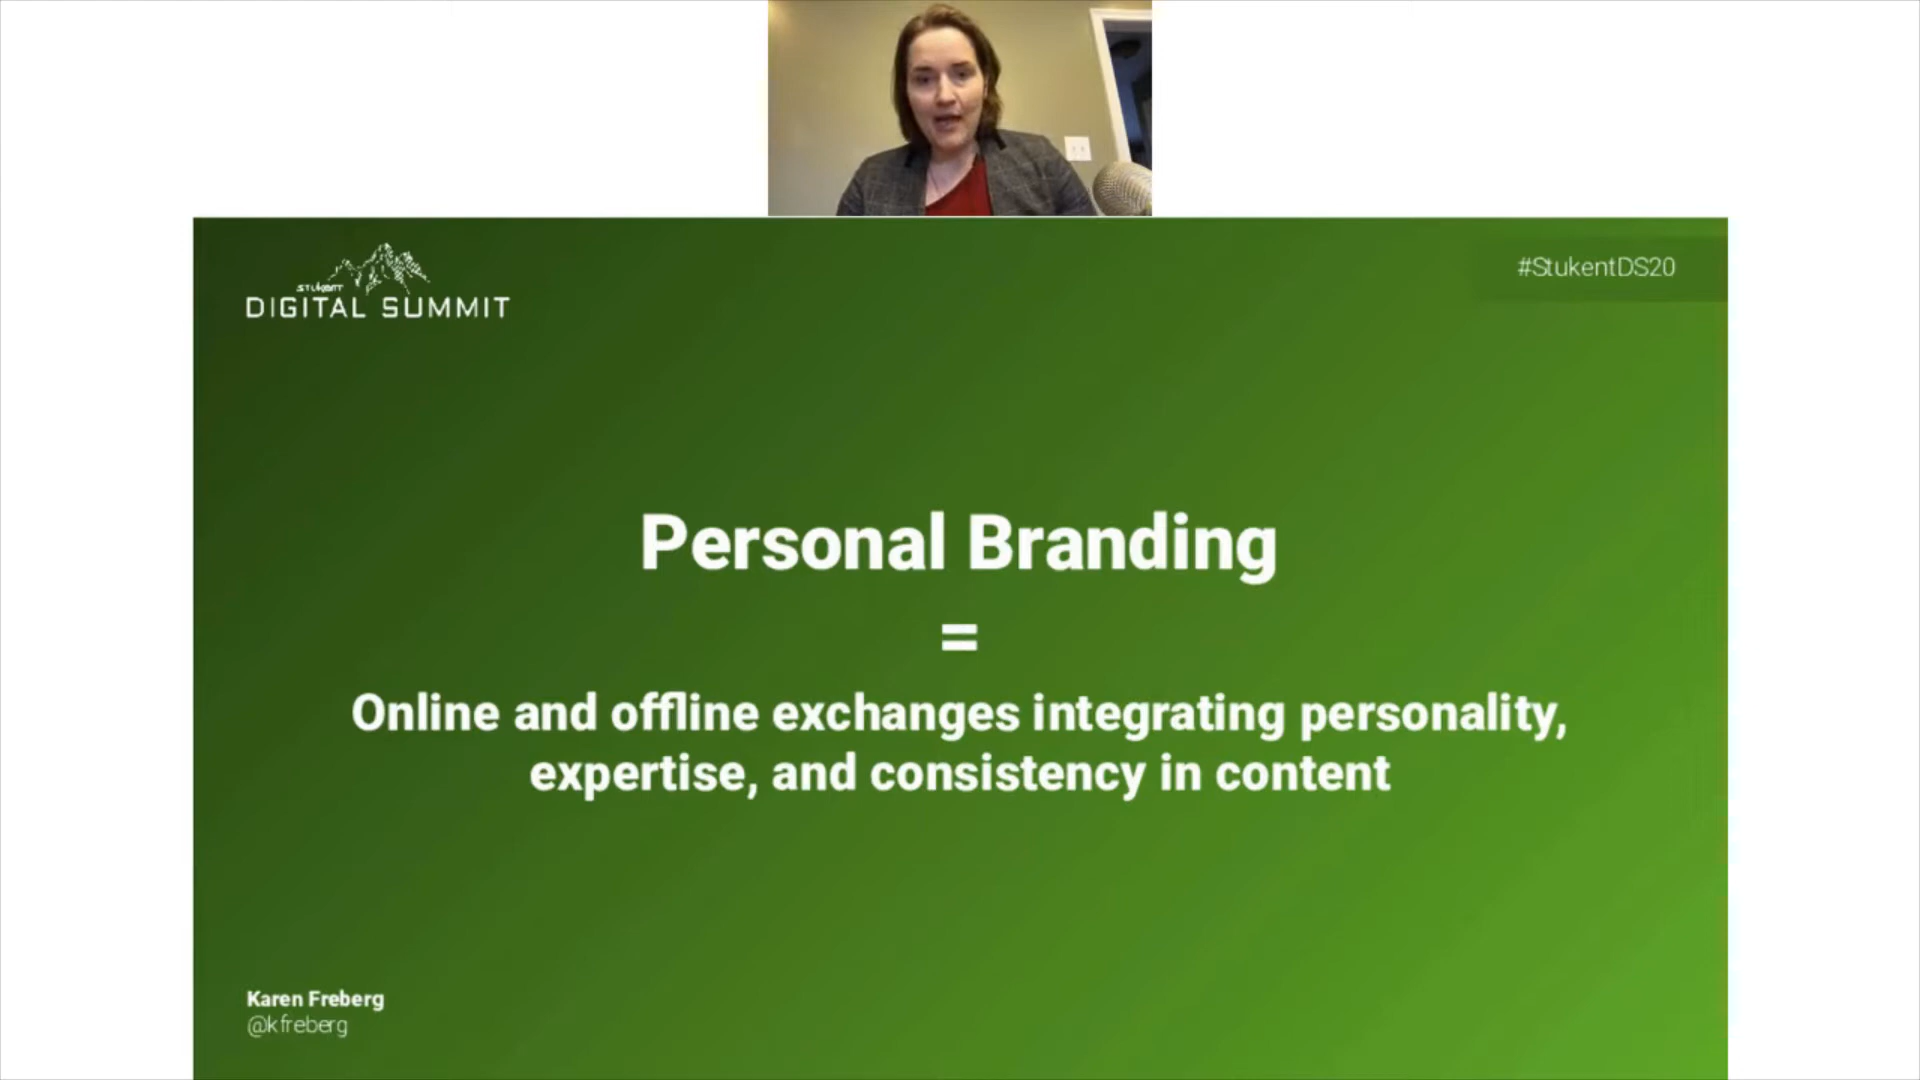 STUKENT
DIGITAL SUMMIT
#StukentDS20
Personal Branding
=
Online and offline exchanges integrating personality,
expertise, and consistency in content
Karen Freberg
@kfreberg